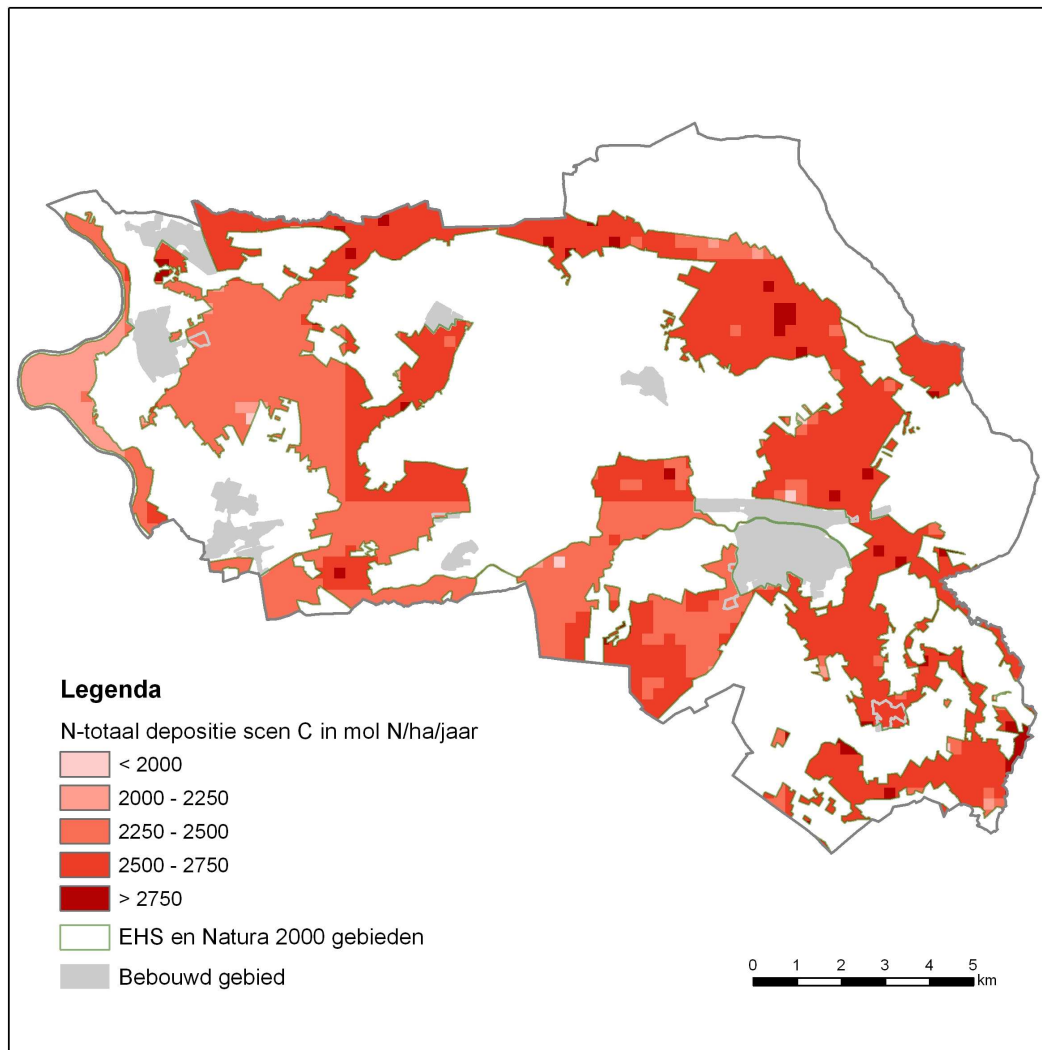 Legenda
N-totaal depositie scen C in mol N/ha/jaar
< 2000
2000 - 2250
2250 - 2500
2500 - 2750
> 2750
EHS en Natura 2000 gebieden
Bebouwd gebied
0 1 2 3 4 5
km